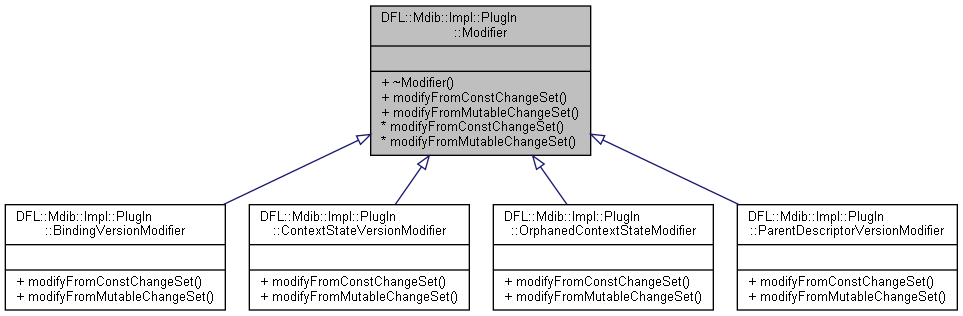 DFL::Mdib::Impl::PlugIn
::Modifier
+ ~Modifier()
+ modifyFromConstChangeSet()
+ modifyFromMutableChangeSet()
* modifyFromConstChangeSet()
* modifyFromMutableChangeSet()
DFL::Mdib::Impl::PlugIn
::BindingVersionModifier
+ modifyFromConstChangeSet()
+ modifyFromMutableChangeSet()
DFL::Mdib::Impl::PlugIn
::ContextStateVersionModifier
+ modifyFromConstChangeSet()
+ modifyFromMutableChangeSet()
DFL::Mdib::Impl::PlugIn
::OrphanedContextStateModifier
+ modifyFromConstChangeSet()
+ modifyFromMutableChangeSet()
DFL::Mdib::Impl::PlugIn
::ParentDescriptorVersionModifier
+ modifyFromConstChangeSet()
+ modifyFromMutableChangeSet()